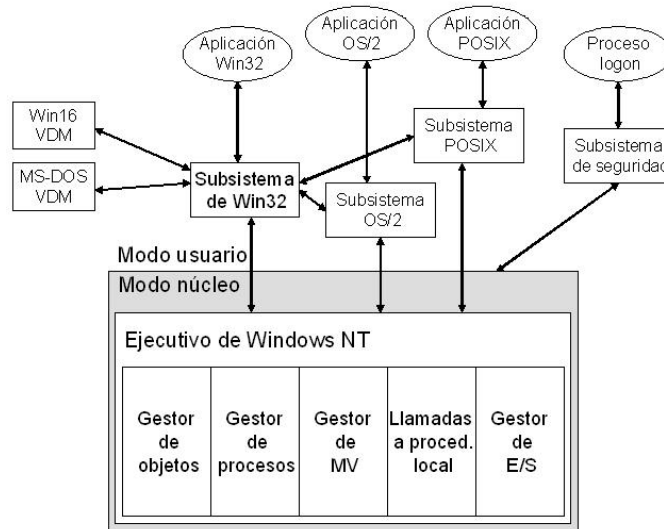 Aplicación
Win32
Aplicación
OS/2
Aplicación
POSIX
Proceso
logon
Win16
VDM
MS-DOS
VDM
Subsistema
de Win32
Subsistema
OS/2
Subsistema
POSIX
Subsistema
de seguridad
Modo usuario
Modo núcleo
Ejecutivo de Windows NT
Gestor
de
objetos
Gestor
de
procesos
Gestor
de
MV
Llamadas
a proced.
local
Gestor
de
E/S